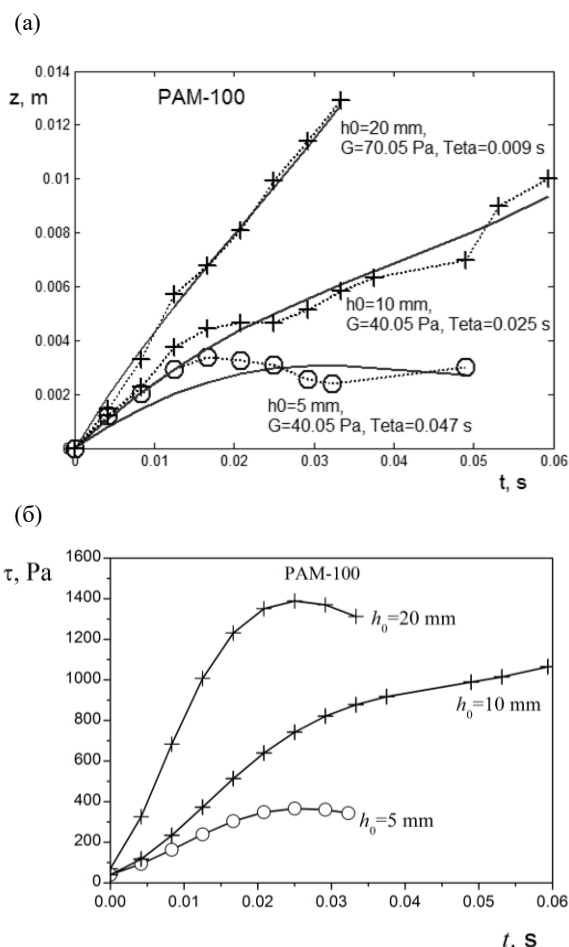 (a)
0.014
z, m
PAM-100
0.012
h0=20 mm,
G=70.05 Pa, Teta=0.009 s
0.01
0.008
0.006
h0=10 mm,
G=40.05 Pa, Teta=0.025 s
0.004
0.002
h0=5 mm,
G=40.05 Pa, Teta=0.047 s
0
0 0.01 0.02 0.03 0.04 0.05 0.06
t, s
(б)
1600
τ, Pa
PAM-100
1400
h₀=20 mm
1200
1000
h₀=10 mm
800
600
400
h₀=5 mm
200
0
0.00 0.01 0.02 0.03 0.04 0.05 0.06
t, s